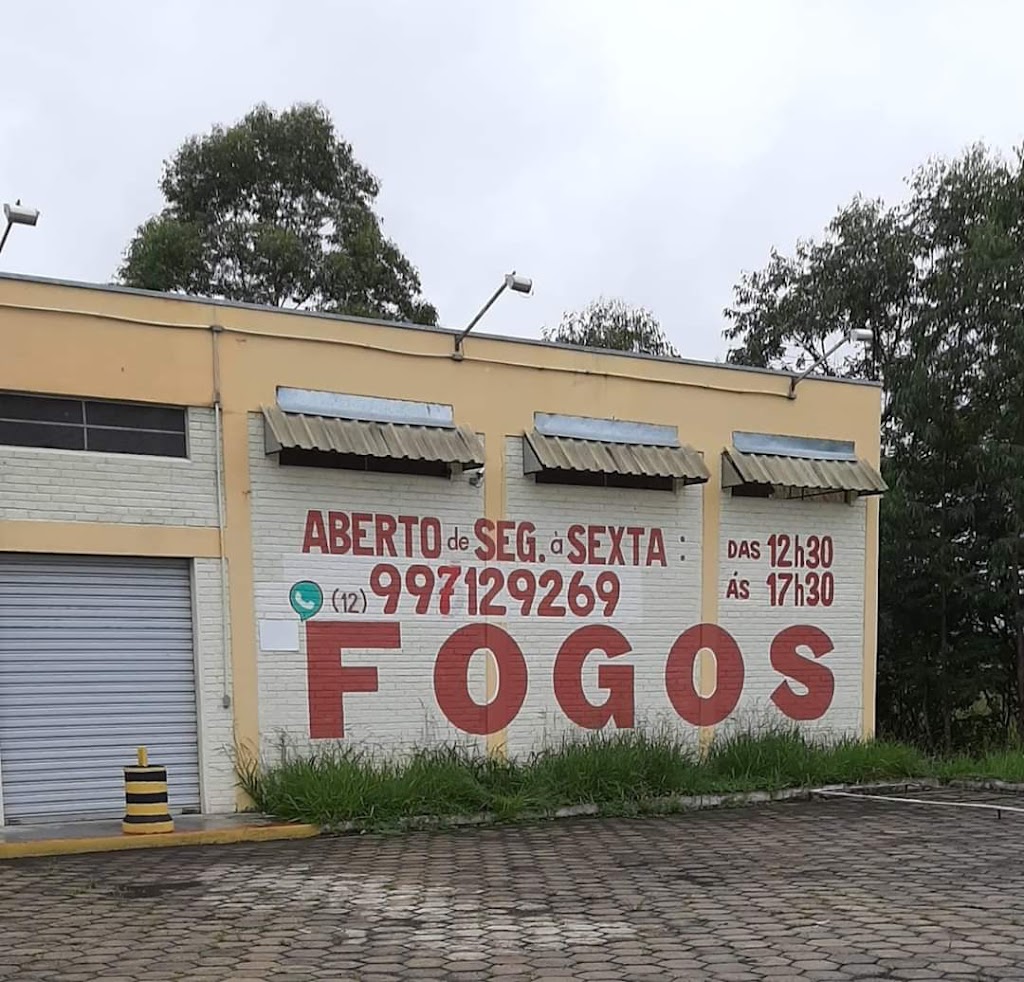 ABERTO de SEG. à SEXTA :
(12) 997129269
FOGOS
DAS 12h30
ÁS 17h30